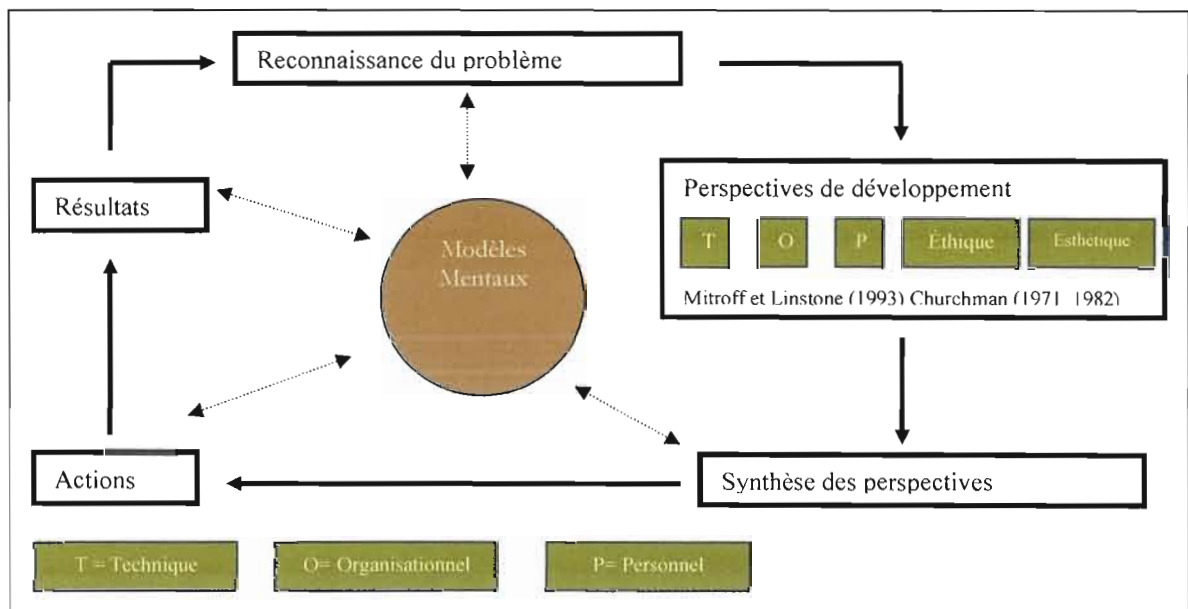 Reconnaissance du problème
Résultats
Modèles
Mentaux
Perspectives de développement
T O P Éthique Esthétique
Mitroff et Linstone (1993) Churchman (1971, 1982)
Actions
Synthèse des perspectives
T = Technique O= Organisationnel P= Personnel